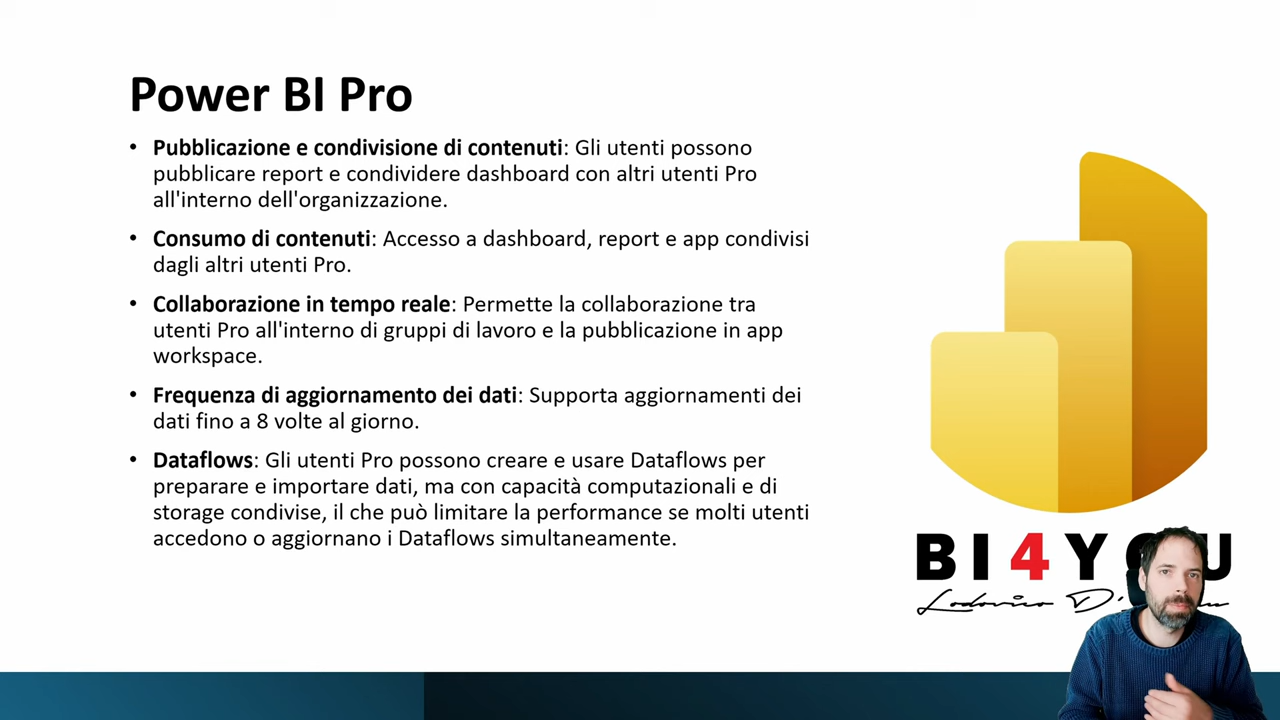 Power BI Pro
• Pubblicazione e condivisione di contenuti: Gli utenti possono
pubblicare report e condividere dashboard con altri utenti Pro
all'interno dell'organizzazione.
• Consumo di contenuti: Accesso a dashboard, report e app condivisi
dagli altri utenti Pro.
• Collaborazione in tempo reale: Permette la collaborazione tra
utenti Pro all'interno di gruppi di lavoro e la pubblicazione in app
workspace.
• Frequenza di aggiornamento dei dati: Supporta aggiornamenti dei
dati fino a 8 volte al giorno.
• Dataflows: Gli utenti Pro possono creare e usare Dataflows per
preparare e importare dati, ma con capacità computazionali e di
storage condivise, il che può limitare la performance se molti utenti
accedono o aggiornano i Dataflows simultaneamente.
BI4YOU
Lodovico